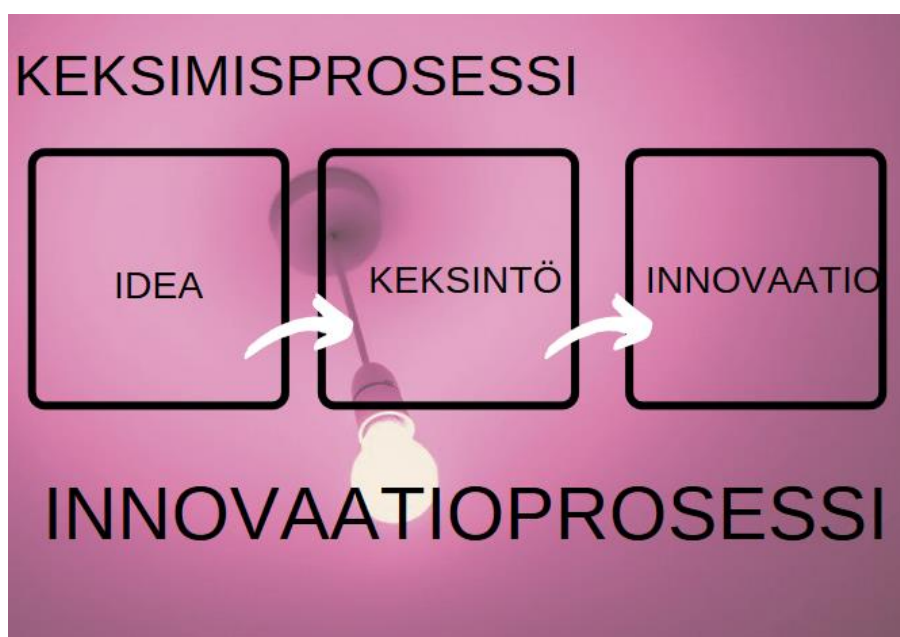 KEKSIMISPROSESSI
IDEA
KEKSINTÖ
INNOVAATIO
INNOVAATIOPROSESSI